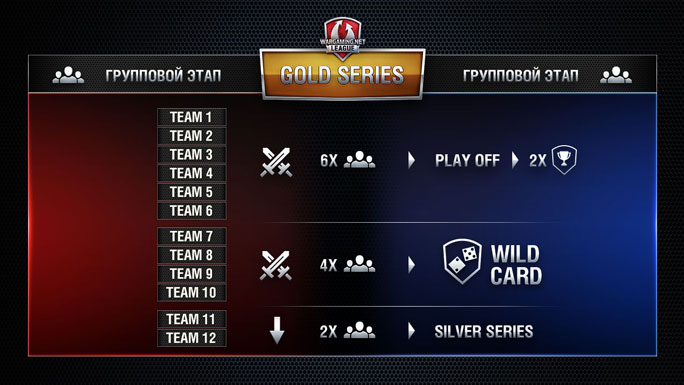 WARGAMING.NET
LEAGUE
ГРУППОВОЙ ЭТАП
GOLD SERIES
ГРУППОВОЙ ЭТАП
TEAM 1
TEAM 2
TEAM 3
TEAM 4
TEAM 5
TEAM 6
6X
PLAY OFF
2X
TEAM 7
TEAM 8
TEAM 9
TEAM 10
4X
WILD
CARD
TEAM 11
TEAM 12
2X
SILVER SERIES